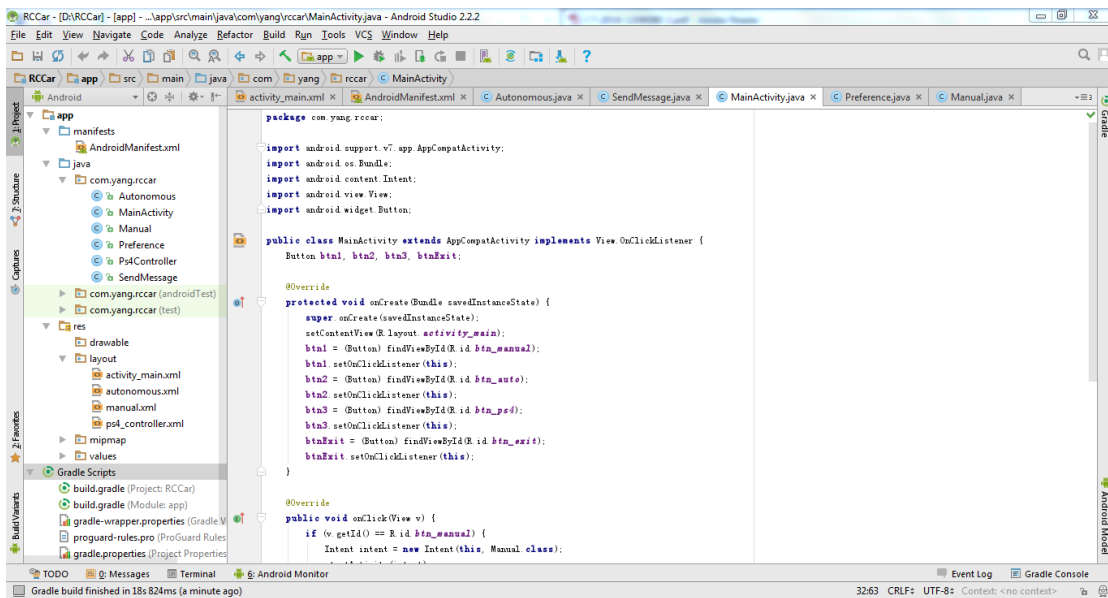 RCCar - [D:\RCCar] - [app] - ...\app\src\main\java\com\yang\rccar\MainActivity.java - Android Studio 2.2.2
File Edit View Navigate Code Analyze Refactor Build Run Tools VCS Window Help
app
RCCar app src main java com yang rccar MainActivity
Android
activity_main.xml AndroidManifest.xml Autonomous.java SendMessage.java MainActivity.java Preference.java Manual.java
1: Project
7: Structure
Captures
2: Favorites
Build Variants
app
manifests
AndroidManifest.xml
java
com.yang.rccar
Autonomous
MainActivity
Manual
Preference
Ps4Controller
SendMessage
com.yang.rccar (androidTest)
com.yang.rccar (test)
res
drawable
layout
activity_main.xml
autonomous.xml
manual.xml
ps4_controller.xml
mipmap
values
Gradle Scripts
build.gradle (Project: RCCar)
build.gradle (Module: app)
gradle-wrapper.properties (Gradle V
proguard-rules.pro (ProGuard Rules
gradle.properties (Project Properties
package com.yang.rccar;
import android.support.v7.app.AppCompatActivity;
import android.os.Bundle;
import android.content.Intent;
import android.view.View;
import android.widget.Button;
public class MainActivity extends AppCompatActivity implements View.OnClickListener {
Button btn1, btn2, btn3, btnExit;
@Override
protected void onCreate(Bundle savedInstanceState) {
super.onCreate(savedInstanceState);
setContentView(R.layout.activity_main);
btn1 = (Button) findViewById(R.id.btn_manual);
btn1.setOnClickListener(this);
btn2 = (Button) findViewById(R.id.btn_auto);
btn2.setOnClickListener(this);
btn3 = (Button) findViewById(R.id.btn_ps4);
btn3.setOnClickListener(this);
btnExit = (Button) findViewById(R.id.btn_exit);
btnExit.setOnClickListener(this);
}
@Override
public void onClick(View v) {
if (v.getId() == R.id.btn_manual) {
Intent intent = new Intent(this, Manual.class);
Gradle
Android Model
TODO 0: Messages Terminal 6: Android Monitor Event Log Gradle Console
Gradle build finished in 18s 824ms (a minute ago) 32:63 CRLF UTF-8 Context: <no context>